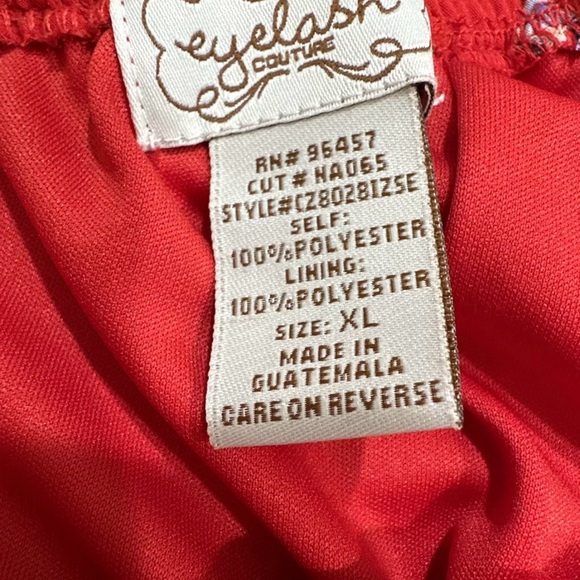 eyelash
COUTURE
RN# 96457
CUT # HA065
STYLE#CZ8028IZSE
SELF:
100%POLYESTER
LINING:
100%POLYESTER
SIZE: XL
MADE IN
GUATEMALA
CARE ON REVERSE